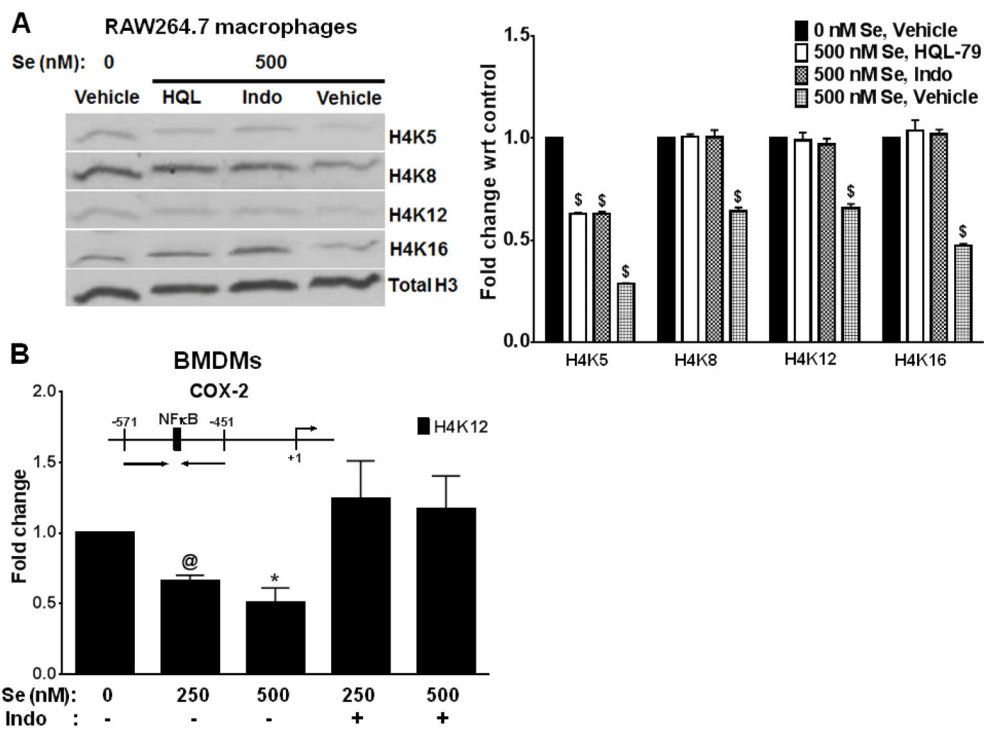 A
RAW264.7 macrophages
Se (nM): 0 500
Vehicle HQL Indo Vehicle
H4K5
H4K8
H4K12
H4K16
Total H3
0 nM Se, Vehicle
500 nM Se, HQL-79
500 nM Se, Indo
500 nM Se, Vehicle
Fold change wrt control
1.5
1.0
0.5
0.0
$ $ $ $ $ $
H4K5 H4K8 H4K12 H4K16
B
BMDMs
COX-2
-571 NFκB -451
+1
H4K12
Fold change
2.0
1.5
1.0
0.5
0.0
@ *
Se (nM): 0 250 500 250 500
Indo : - - - + +